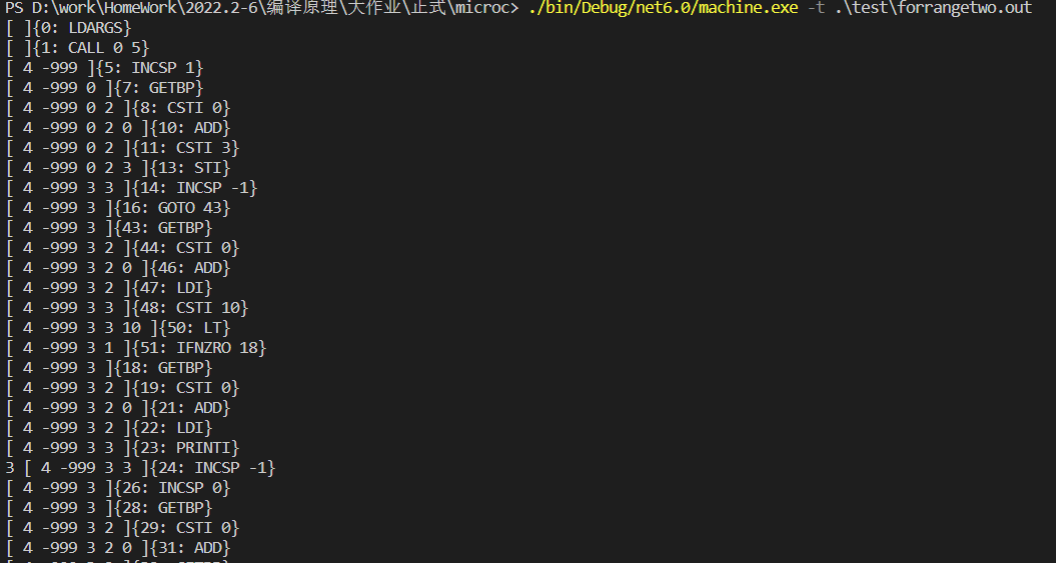 PS D:\work\HomeWork\2022.2-6\编译原理\大作业\正式\microc> ./bin/Debug/net6.0/machine.exe -t .\test\forrangetwo.out
[ ]{0: LDARGS}
[ ]{1: CALL 0 5}
[ 4 -999 ]{5: INCSP 1}
[ 4 -999 0 ]{7: GETBP}
[ 4 -999 0 2 ]{8: CSTI 0}
[ 4 -999 0 2 0 ]{10: ADD}
[ 4 -999 0 2 ]{11: CSTI 3}
[ 4 -999 0 2 3 ]{13: STI}
[ 4 -999 3 3 ]{14: INCSP -1}
[ 4 -999 3 ]{16: GOTO 43}
[ 4 -999 3 ]{43: GETBP}
[ 4 -999 3 2 ]{44: CSTI 0}
[ 4 -999 3 2 0 ]{46: ADD}
[ 4 -999 3 2 ]{47: LDI}
[ 4 -999 3 3 ]{48: CSTI 10}
[ 4 -999 3 3 10 ]{50: LT}
[ 4 -999 3 1 ]{51: IFNZRO 18}
[ 4 -999 3 ]{18: GETBP}
[ 4 -999 3 2 ]{19: CSTI 0}
[ 4 -999 3 2 0 ]{21: ADD}
[ 4 -999 3 2 ]{22: LDI}
[ 4 -999 3 3 ]{23: PRINTI}
3 [ 4 -999 3 3 ]{24: INCSP -1}
[ 4 -999 3 ]{26: INCSP 0}
[ 4 -999 3 ]{28: GETBP}
[ 4 -999 3 2 ]{29: CSTI 0}
[ 4 -999 3 2 0 ]{31: ADD}